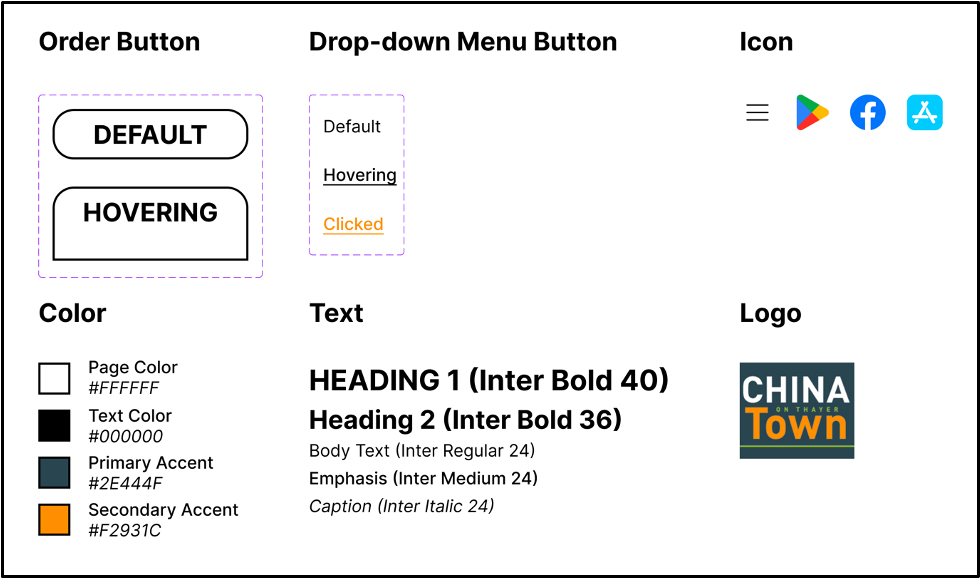 Order Button
DEFAULT
HOVERING
Drop-down Menu Button
Default
Hovering
Clicked
Icon
Color
Page Color
#FFFFFF
Text Color
#000000
Primary Accent
#2E444F
Secondary Accent
#F2931C
Text
HEADING 1 (Inter Bold 40)
Heading 2 (Inter Bold 36)
Body Text (Inter Regular 24)
Emphasis (Inter Medium 24)
Caption (Inter Italic 24)
Logo
CHINA
ON THAYER
Town